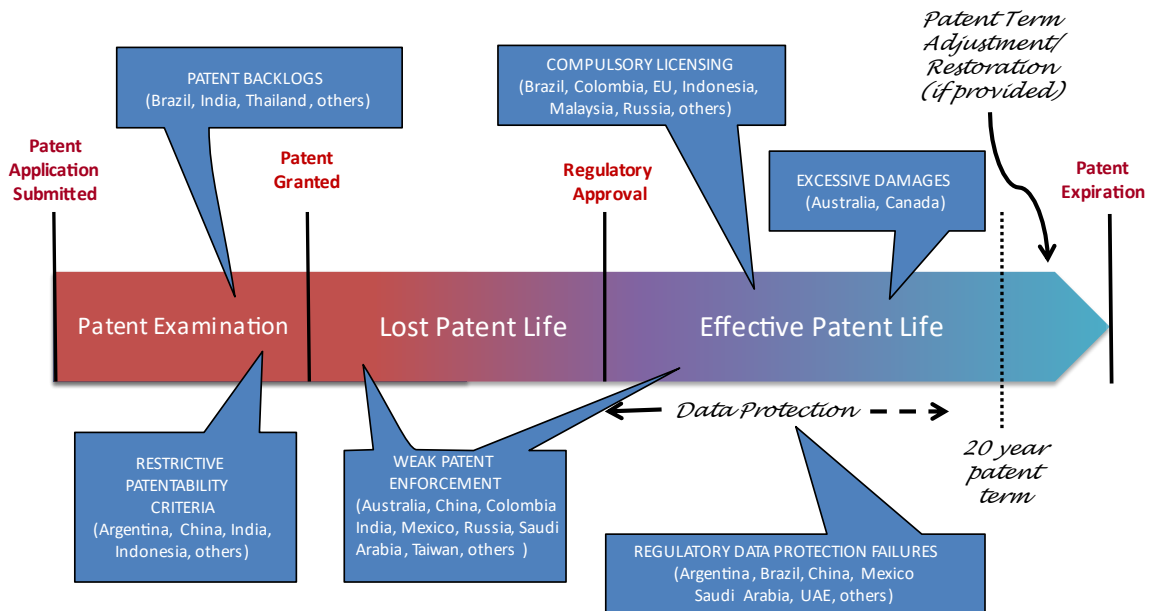 Patent Term
Adjustment/
Restoration
(if provided)
PATENT BACKLOGS
(Brazil, India, Thailand, others)
COMPULSORY LICENSING
(Brazil, Colombia, EU, Indonesia,
Malaysia, Russia, others)
Patent
Application
Submitted
Patent
Granted
Regulatory
Approval
EXCESSIVE DAMAGES
(Australia, Canada)
Patent
Expiration
Patent Examination
Lost Patent Life
Effective Patent Life
Data Protection
20 year
patent
term
RESTRICTIVE
PATENTABILITY
CRITERIA
(Argentina, China, India,
Indonesia, others)
WEAK PATENT
ENFORCEMENT
(Australia, China, Colombia
India, Mexico, Russia, Saudi
Arabia, Taiwan, others )
REGULATORY DATA PROTECTION FAILURES
(Argentina, Brazil, China, Mexico
Saudi Arabia, UAE, others)